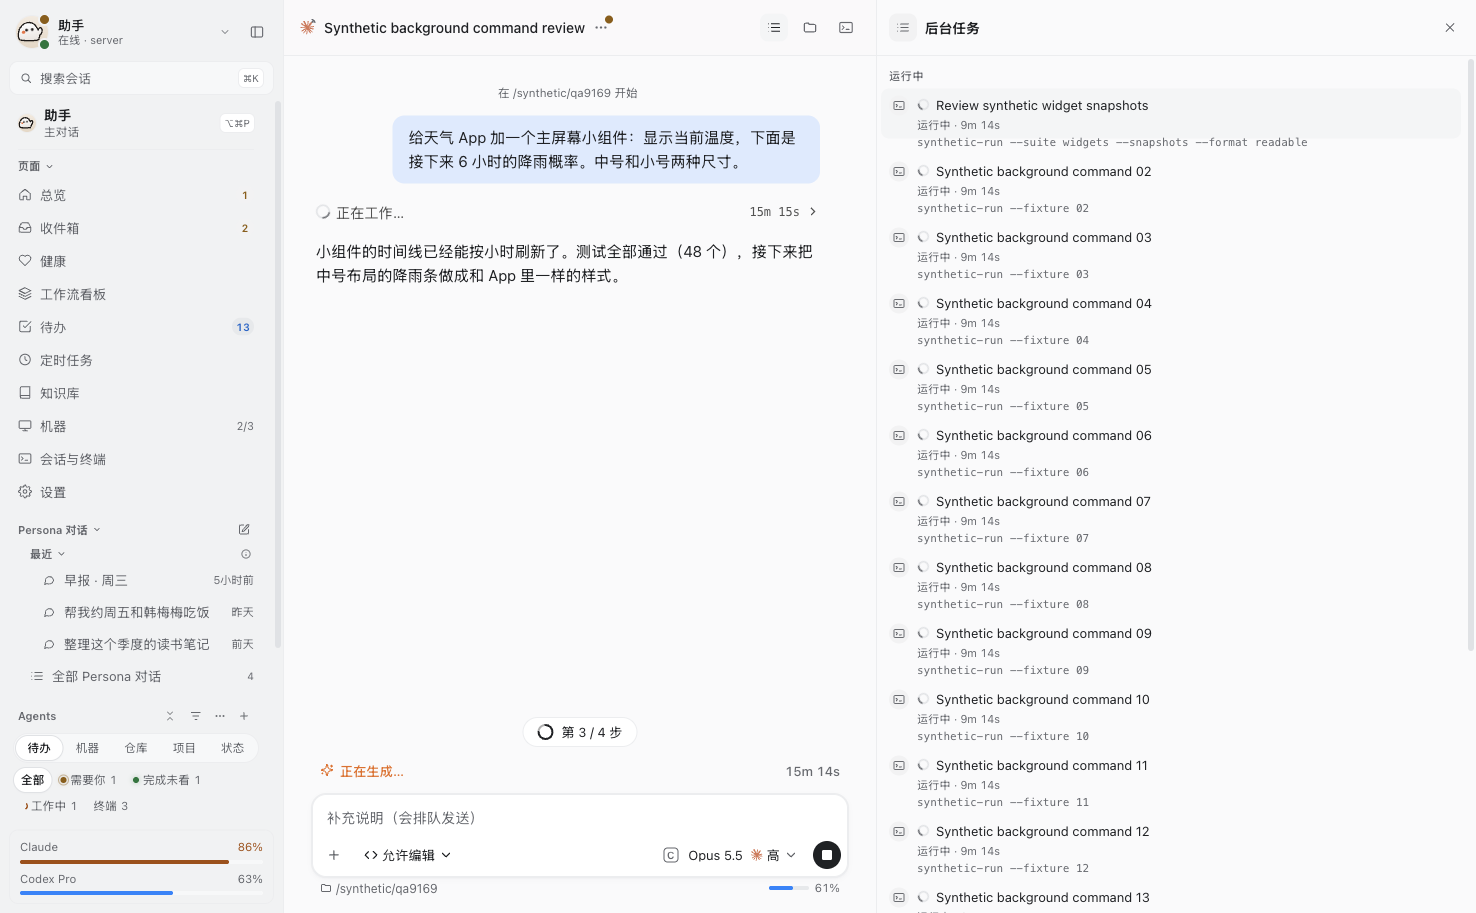 助手
在线 · server
搜索会话
⌘K
助手
主对话
⌥⌘P
页面
总览
1
收件箱
2
健康
工作流看板
待办
13
定时任务
知识库
机器
2/3
会话与终端
设置
Persona 对话
最近
早报 · 周三
5小时前
帮我约周五和韩梅梅吃饭
昨天
整理这个季度的读书笔记
前天
全部 Persona 对话
4
Agents
待办
机器
仓库
项目
状态
全部
需要你 1
完成未看 1
工作中 1
终端 3
Claude
86%
Codex Pro
63%
Synthetic background command review
在 /synthetic/qa9169 开始
给天气 App 加一个主屏幕小组件：显示当前温度，下面是
接下来 6 小时的降雨概率。中号和小号两种尺寸。
正在工作...
15m 15s
小组件的时间线已经能按小时刷新了。测试全部通过（48 个），接下来把
中号布局的降雨条做成和 App 里一样的样式。
第 3 / 4 步
正在生成...
15m 14s
补充说明（会排队发送）
允许编辑
C
Opus 5.5
高
/synthetic/qa9169
61%
后台任务
运行中
Review synthetic widget snapshots
运行中 · 9m 14s
synthetic-run --suite widgets --snapshots --format readable
Synthetic background command 02
运行中 · 9m 14s
synthetic-run --fixture 02
Synthetic background command 03
运行中 · 9m 14s
synthetic-run --fixture 03
Synthetic background command 04
运行中 · 9m 14s
synthetic-run --fixture 04
Synthetic background command 05
运行中 · 9m 14s
synthetic-run --fixture 05
Synthetic background command 06
运行中 · 9m 14s
synthetic-run --fixture 06
Synthetic background command 07
运行中 · 9m 14s
synthetic-run --fixture 07
Synthetic background command 08
运行中 · 9m 14s
synthetic-run --fixture 08
Synthetic background command 09
运行中 · 9m 14s
synthetic-run --fixture 09
Synthetic background command 10
运行中 · 9m 14s
synthetic-run --fixture 10
Synthetic background command 11
运行中 · 9m 14s
synthetic-run --fixture 11
Synthetic background command 12
运行中 · 9m 14s
synthetic-run --fixture 12
Synthetic background command 13